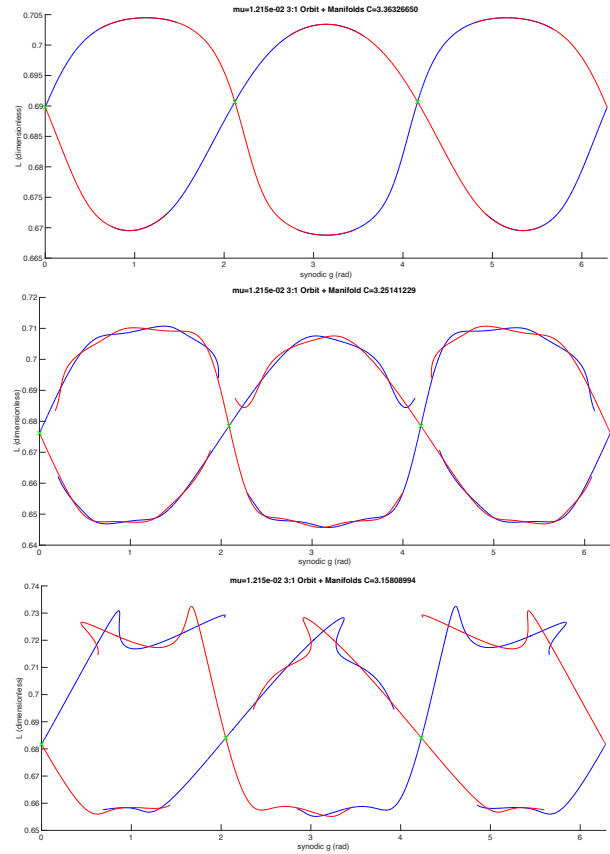 mu=1.215e-02 3:1 Orbit + Manifolds C=3.36326650
0.705
0.7
0.695
0.69
0.685
0.68
0.675
0.67
0.665
L (dimensionless)
0 1 2 3 4 5 6
synodic g (rad)
mu=1.215e-02 3:1 Orbit + Manifold C=3.25141229
0.72
0.71
0.7
0.69
0.68
0.67
0.66
0.65
0.64
L (dimensionless)
0 1 2 3 4 5 6
synodic g (rad)
mu=1.215e-02 3:1 Orbit + Manifolds C=3.15808994
0.74
0.73
0.72
0.71
0.7
0.69
0.68
0.67
0.66
0.65
L (dimensionless)
0 1 2 3 4 5 6
synodic g (rad)